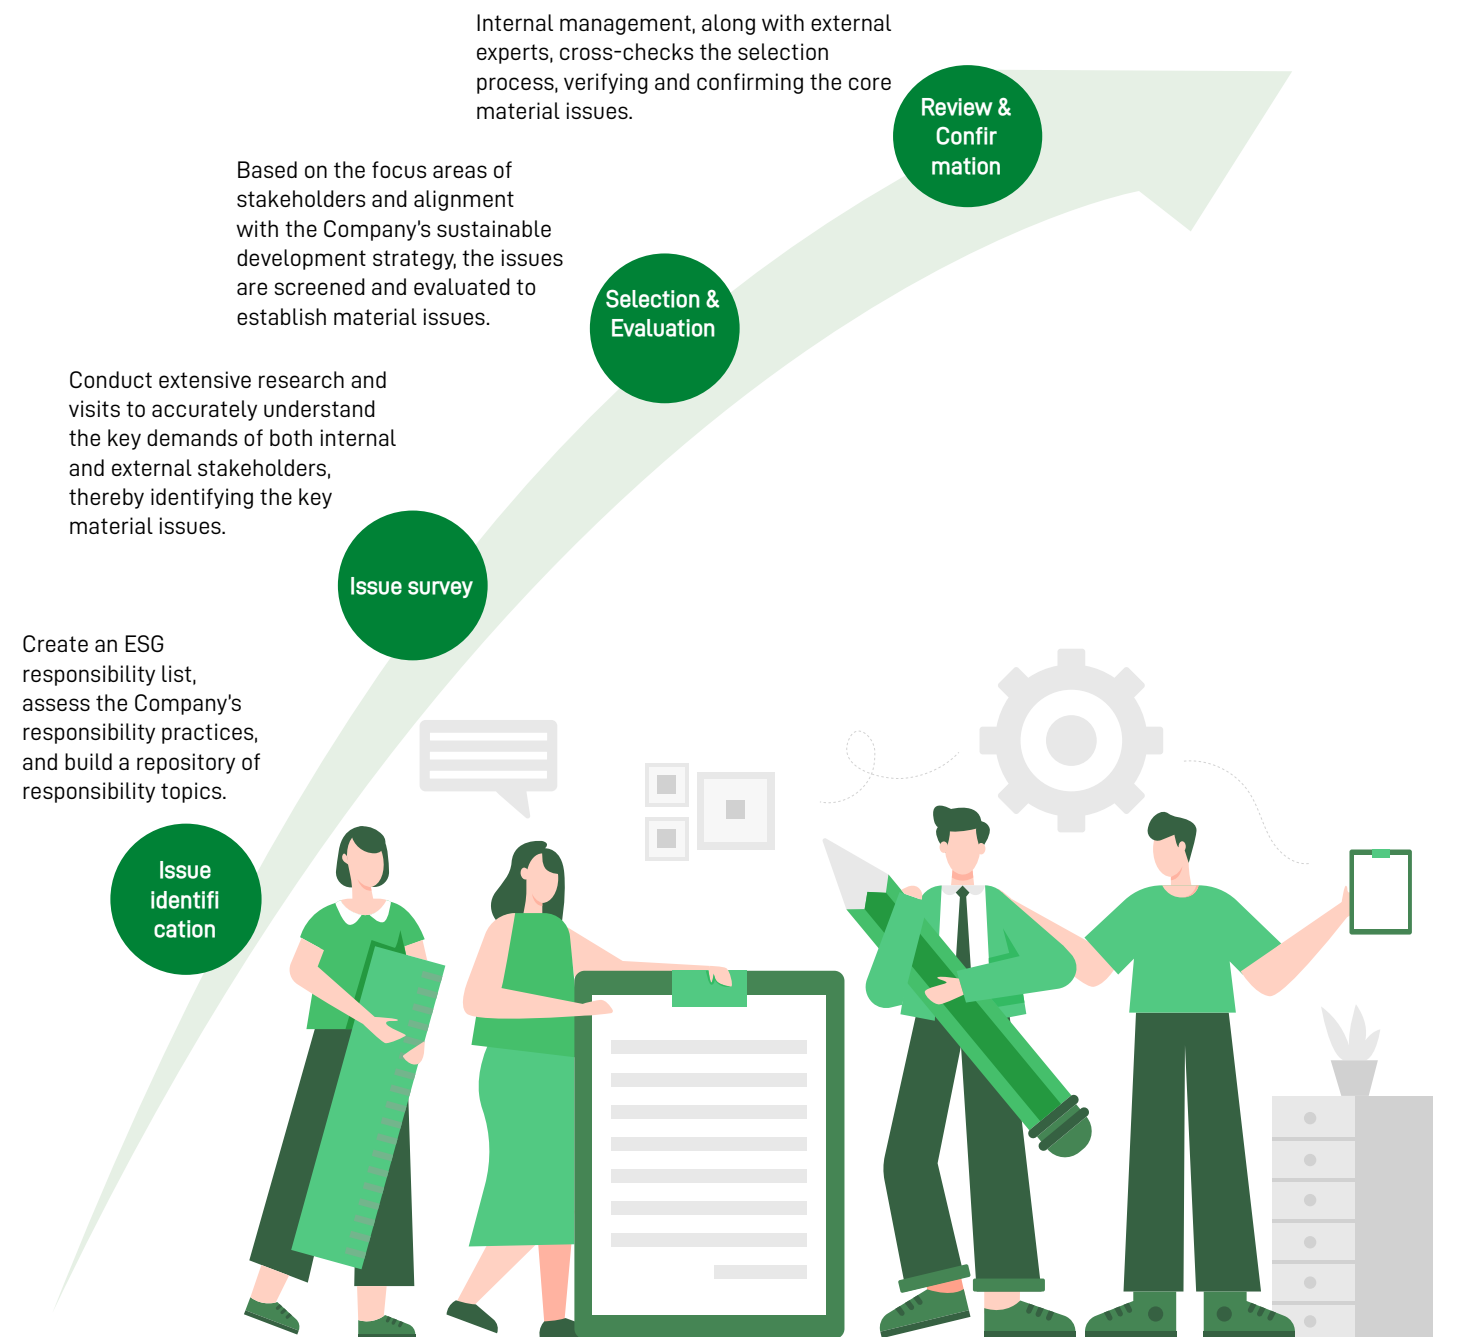 Internal management, along with external
experts, cross-checks the selection
process, verifying and confirming the core
material issues.
Review &
Confir
mation
Based on the focus areas of
stakeholders and alignment
with the Company's sustainable
development strategy, the issues
are screened and evaluated to
establish material issues.
Selection &
Evaluation
Conduct extensive research and
visits to accurately understand
the key demands of both internal
and external stakeholders,
thereby identifying the key
material issues.
Issue survey
Create an ESG
responsibility list,
assess the Company's
responsibility practices,
and build a repository of
responsibility topics.
Issue
identifi
cation